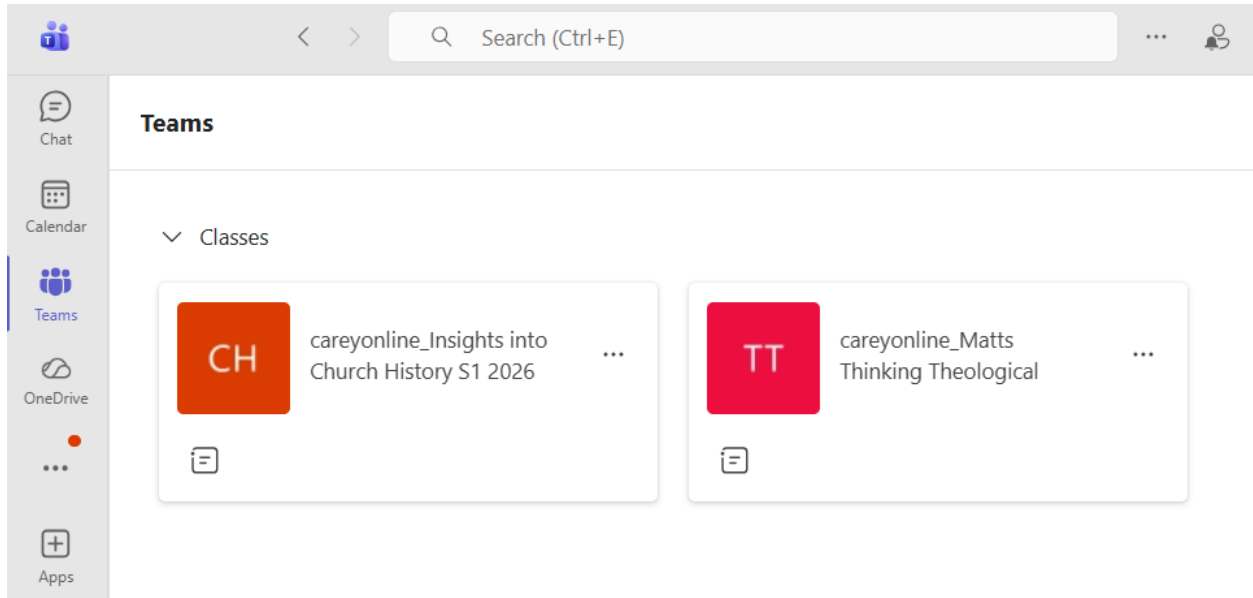 T
Search (Ctrl+E)
Chat
Calendar
Teams
OneDrive
Apps
Teams
Classes
CH
careyonline_Insights into
Church History S1 2026
TT
careyonline_Matts
Thinking Theological